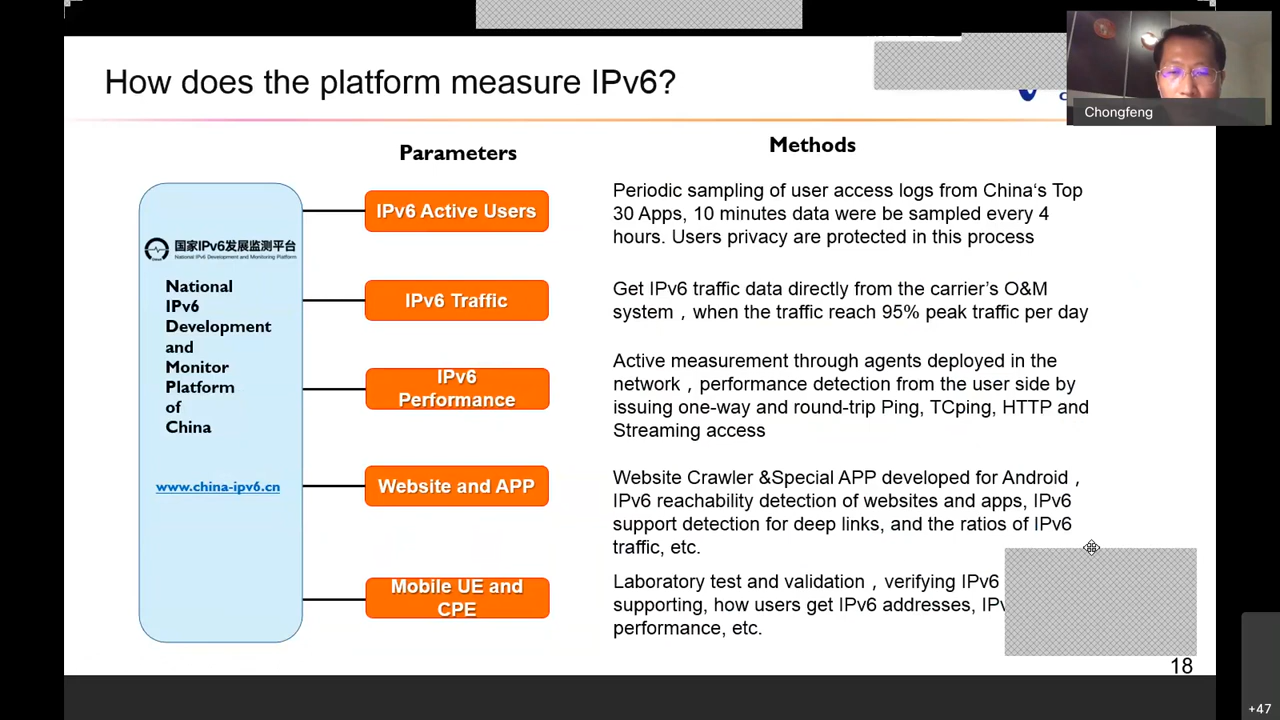 How does the platform measure IPv6?
Chongfeng
Parameters
Methods
国家IPv6发展监测平台
National IPv6 Development and Monitoring Platform
National
IPv6
Development
and
Monitor
Platform
of
China
www.china-ipv6.cn
IPv6 Active Users
Periodic sampling of user access logs from China‘s Top
30 Apps, 10 minutes data were be sampled every 4
hours. Users privacy are protected in this process
IPv6 Traffic
Get IPv6 traffic data directly from the carrier’s O&M
system，when the traffic reach 95% peak traffic per day
IPv6
Performance
Active measurement through agents deployed in the
network，performance detection from the user side by
issuing one-way and round-trip Ping, TCping, HTTP and
Streaming access
Website and APP
Website Crawler &Special APP developed for Android，
IPv6 reachability detection of websites and apps, IPv6
support detection for deep links, and the ratios of IPv6
traffic, etc.
Mobile UE and
CPE
Laboratory test and validation，verifying IPv6
supporting, how users get IPv6 addresses,
performance, etc.
18
+47